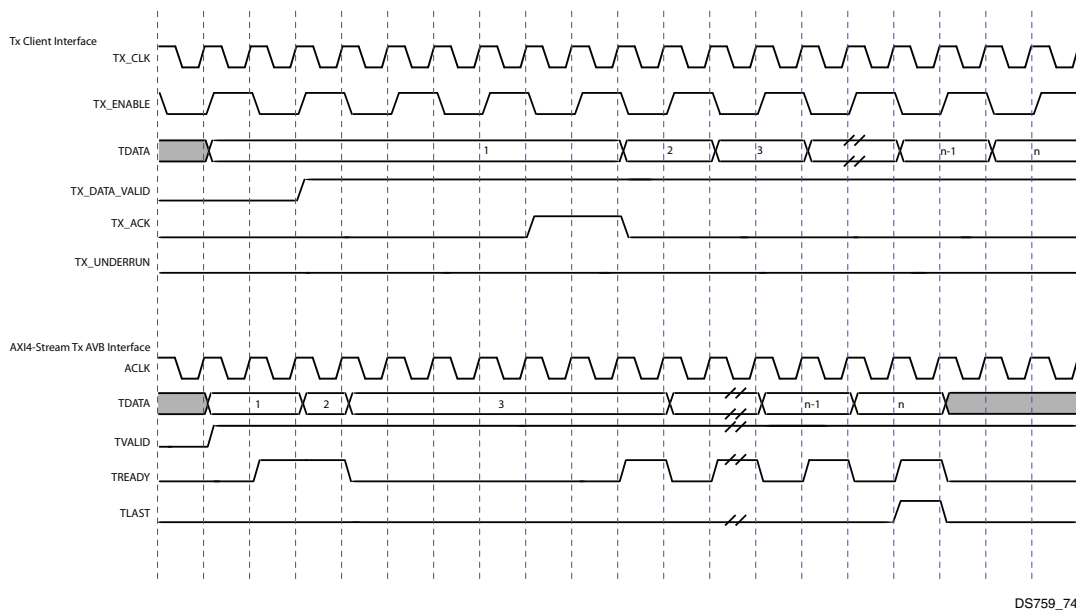 Tx Client Interface
TX_CLK
TX_ENABLE
TDATA 1 2 3 n-1 n
TX_DATA_VALID
TX_ACK
TX_UNDERRUN
AXI4-Stream Tx AVB Interface
ACLK
TDATA 1 2 3 n-1 n
TVALID
TREADY
TLAST
DS759_74